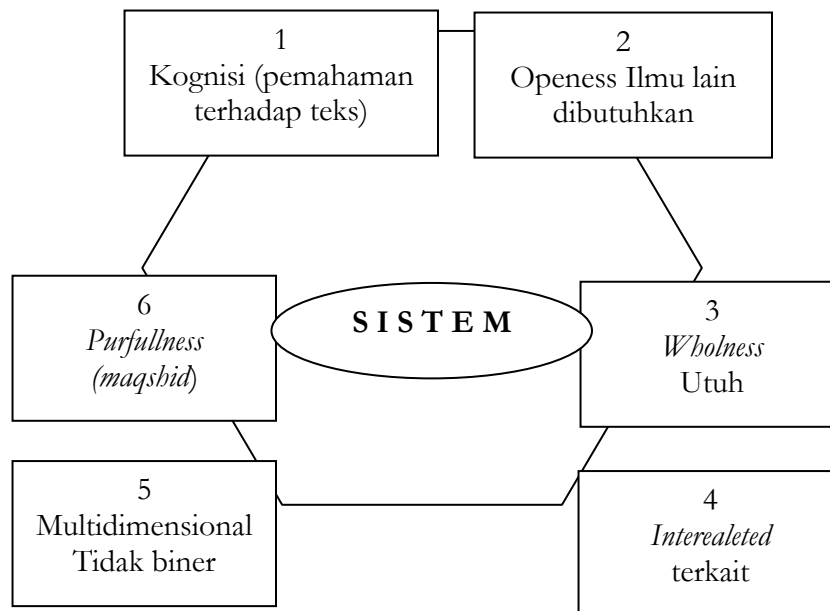 1
Kognisi (pemahaman
terhadap teks)
2
Openess Ilmu lain
dibutuhkan
6
Purfullness
(maqshid)
S I S T E M
3
Wholness
Utuh
5
Multidimensional
Tidak biner
4
Interealeted
terkait